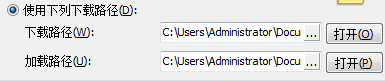 使用下列下载路径(D):
下载路径(W): C:\Users\Administrator\Docu ... 打开(O)
加载路径(U): C:\Users\Administrator\Docu ... 打开(P)